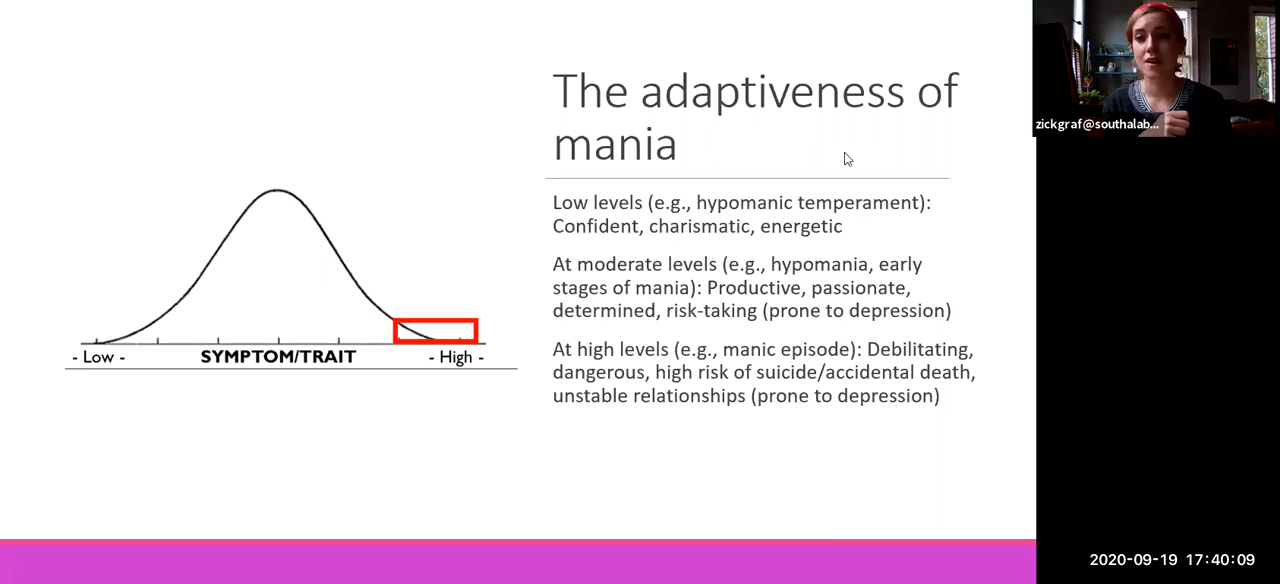 The adaptiveness of
mania
Low levels (e.g., hypomanic temperament):
Confident, charismatic, energetic
At moderate levels (e.g., hypomania, early
stages of mania): Productive, passionate,
determined, risk-taking (prone to depression)
At high levels (e.g., manic episode): Debilitating,
dangerous, high risk of suicide/accidental death,
unstable relationships (prone to depression)
- Low -
SYMPTOM/TRAIT
- High -
zickgraf@southalab...
2020-09-19 17:40:09